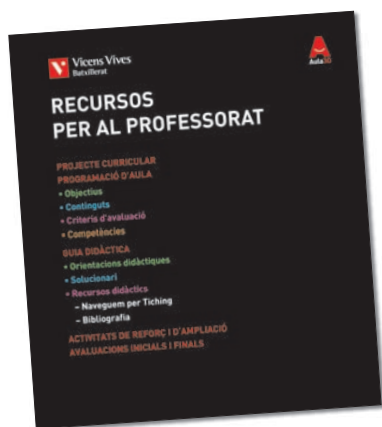 Vicens Vives
Batxillerat
Aula3D
RECURSOS
PER AL PROFESSORAT
PROJECTE CURRICULAR
PROGRAMACIÓ D'AULA
• Objectius
• Continguts
• Criteris d'avaluació
• Competències
GUIA DIDÀCTICA
• Orientacions didàctiques
• Solucionari
• Recursos didàctics
– Naveguem per Tiching
– Bibliografia
ACTIVITATS DE REFORÇ I D'AMPLIACIÓ
AVALUACIONS INICIALS I FINALS